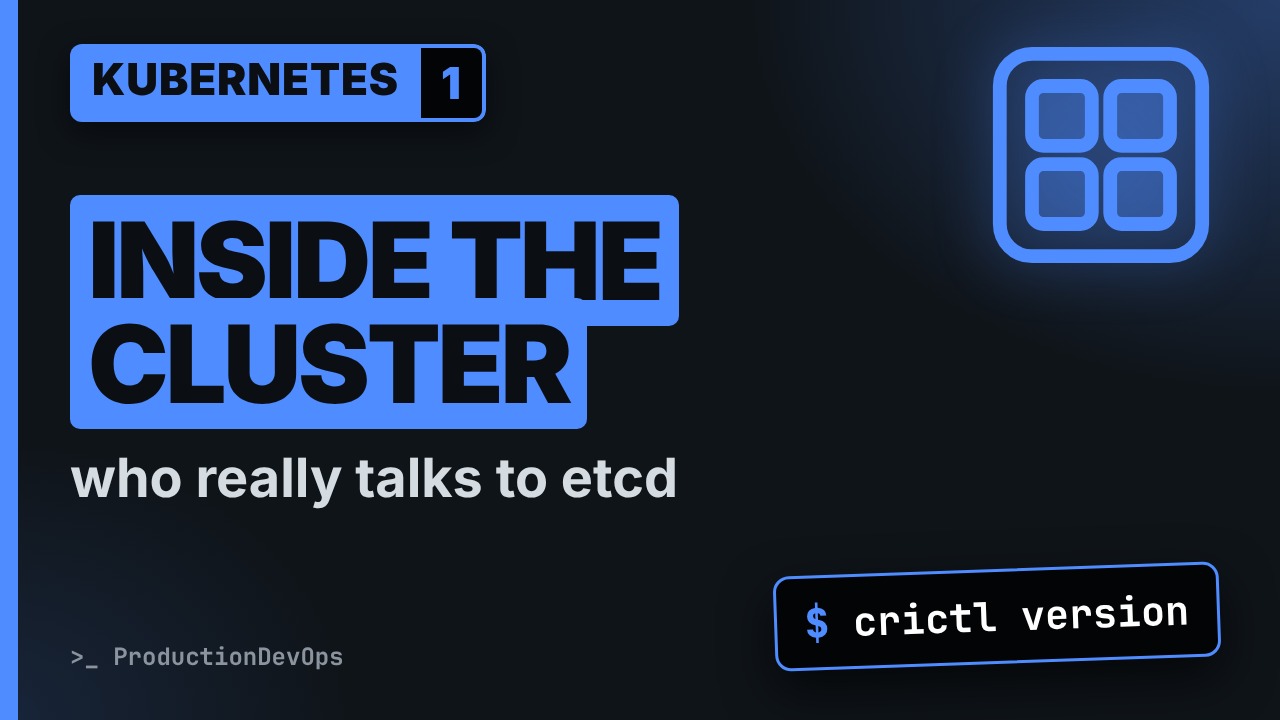 KUBERNETES 1
INSIDE THE
CLUSTER
who really talks to etcd
$ crictl version
>_ ProductionDevOps